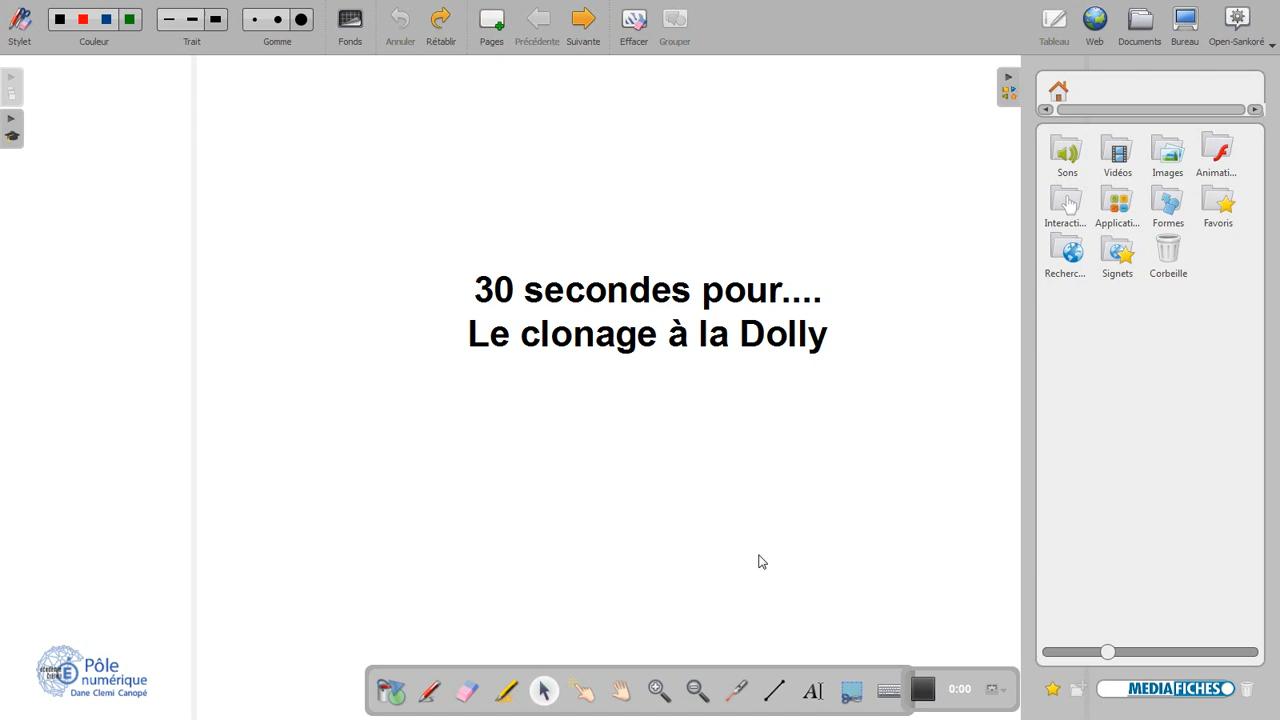 Stylet
Couleur
Trait
Gomme
Fonds
Annuler
Rétablir
Pages
Précédente
Suivante
Effacer
Grouper
Tableau
Web
Documents
Bureau
Open-Sankoré
30 secondes pour....
Le clonage à la Dolly
Sons
Vidéos
Images
Animati...
Interacti...
Applicati...
Formes
Favoris
Recherc...
Signets
Corbeille
Pôle
numérique
Dane Clemi Canopé
AI
0:00
MEDIAFICHES